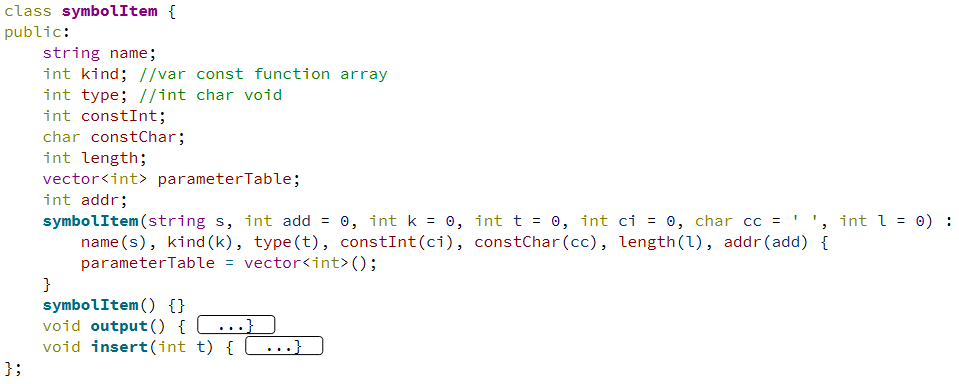 class symbolItem {
public:
    string name;
    int kind; //var const function array
    int type; //int char void
    int constInt;
    char constChar;
    int length;
    vector<int> parameterTable;
    int addr;
    symbolItem(string s, int add = 0, int k = 0, int t = 0, int ci = 0, char cc = ' ', int l = 0) :
        name(s), kind(k), type(t), constInt(ci), constChar(cc), length(l), addr(add) {
        parameterTable = vector<int>();
    }
    symbolItem() {}
    void output() { ...}
    void insert(int t) { ...}
};